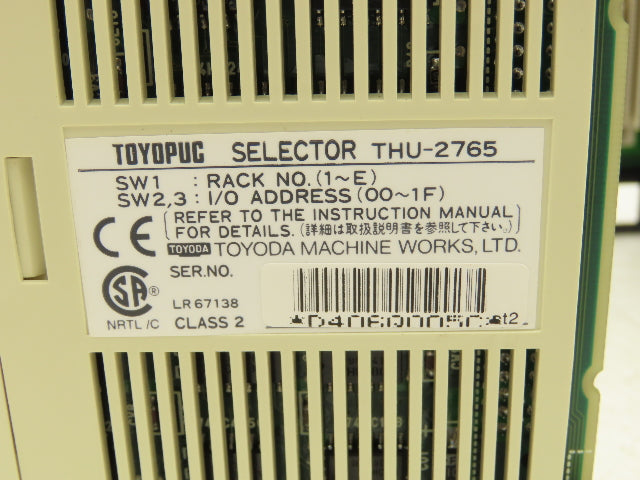 TOYOPUC SELECTOR THU-2765
SW1 : RACK NO.(1~E)
SW2,3 : I/O ADDRESS (00~1F)
CE (REFER TO THE INSTRUCTION MANUAL
FOR DETAILS. (詳細は取扱説明書を参照して下さい。))
TOYODA TOYODA MACHINE WORKS, LTD.
SER.NO.
SA ®
LR 67138
NRTL/C CLASS 2
st2